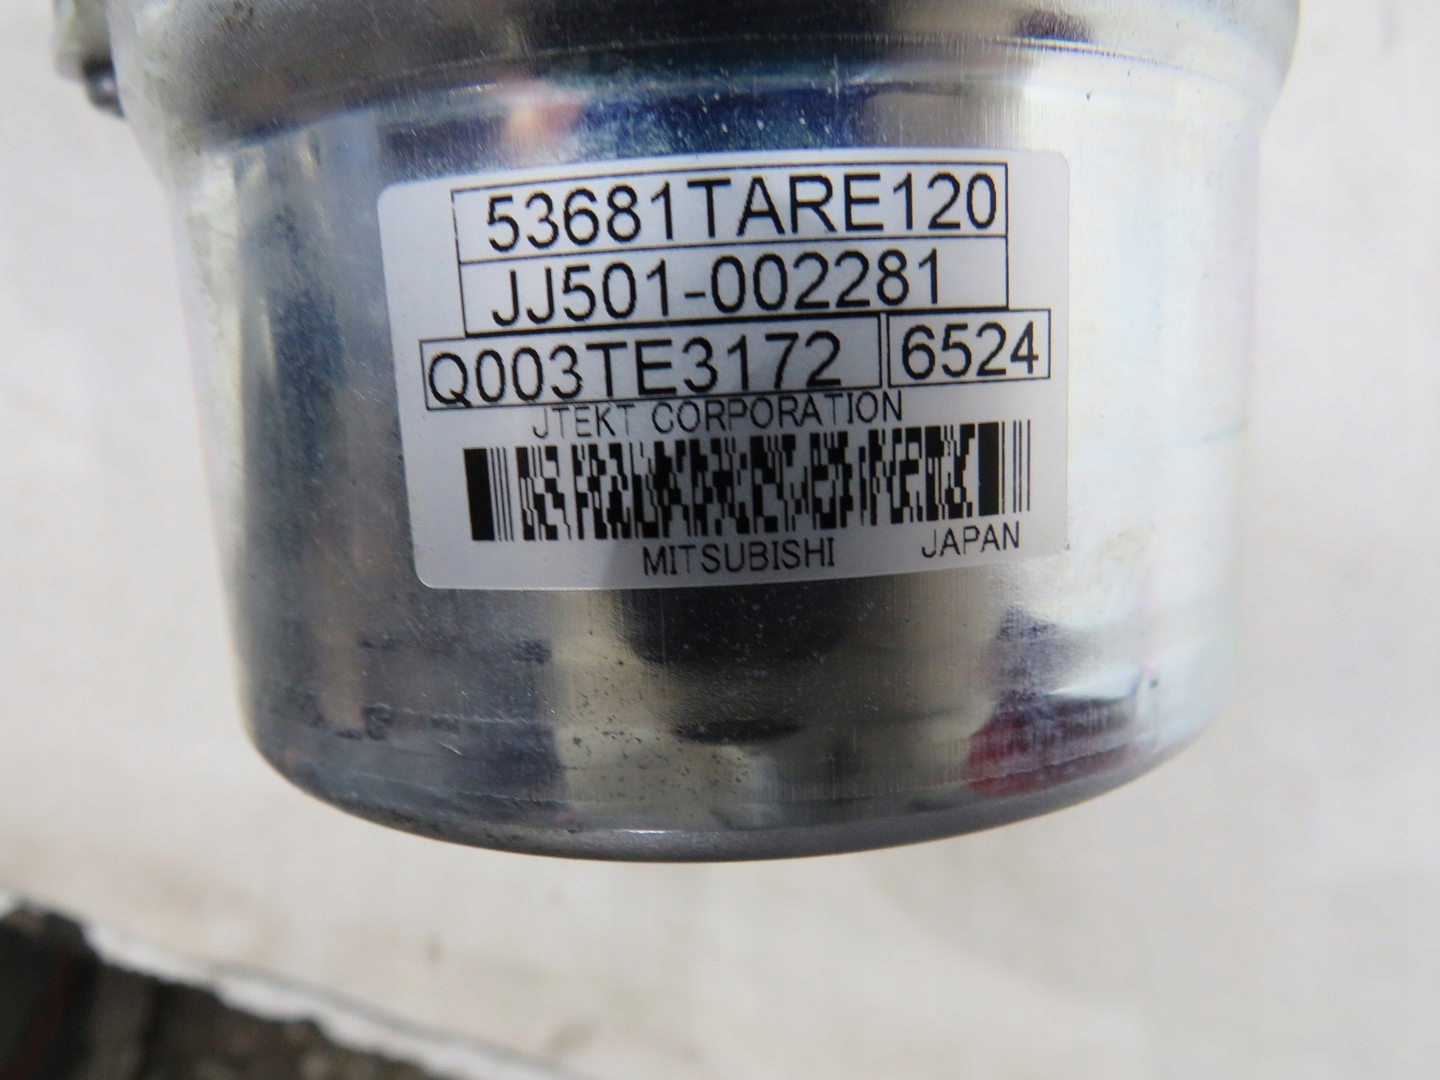 53681TARE120
JJ501-002281
Q003TE3172 6524
JTEKT CORPORATION
MITSUBISHI JAPAN